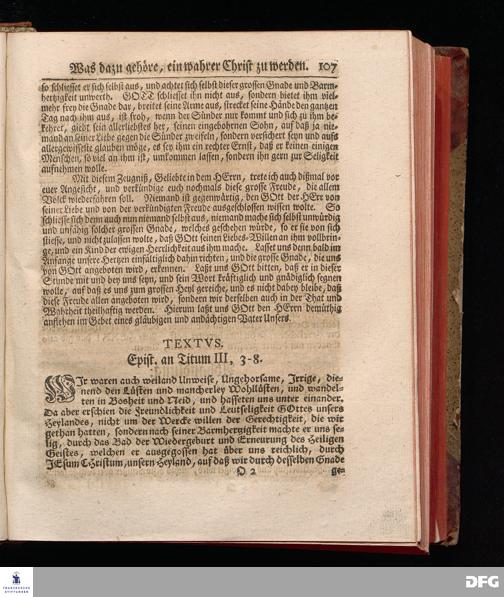 Was dazu gehöre, ein wahrer Christ zu werden. 107
so schliesset er sich selbst aus, und achtet sich selbst dieser grossen Gnade und Barm-
hertzigkeit unwerth. GOTT schliesset ihn nicht aus, sondern bietet ihm viel-
mehr frey die Gnade dar, breitet seine Arme aus, strecket seine Hände den gantzen
Tag nach ihm aus, ist froh, wenn der Sünder nur kommt und sich zu ihm be-
kehret, giebt sein allerliebstes her, seinen eingebohrnen Sohn, auf daß ja nie-
mand an seiner Liebe gegen die Sünder zweifeln, sondern versichert seyn und aufs
allergewisseste glauben möge, es sey ihm ein rechter Ernst, daß er keinen einigen
Menschen, so viel an ihm ist, umkommen lassen, sondern ihn gern zur Seligkeit
aufnehmen wolle.
Mit diesem Zeugniß, Geliebte in dem HErrn, trete ich auch dißmal vor
euer Angesicht, und verkündige euch nochmals diese grosse Freude, die allem
Volck wiederfahren soll. Niemand ist gegenwärtig, den GOtt der HErr von
seiner Liebe und von der verkündigten Freude ausgeschlossen wissen wolte. So
schliesse sich denn auch nun niemand selbst aus, niemand mache sich selbst unwürdig
und unfähig solcher grossen Gnade, welches geschehen würde, so er sie von sich
stiesse, und nicht zulassen wolte, daß GOtt seinen Liebes-Willen an ihm vollbrin-
ge, und ein Kind der ewigen Herrlichkeit aus ihm mache. Lasset uns denn bald im
Anfange unsere Hertzen einfältiglich dahin richten, und die grosse Gnade, die uns
von GOtt angeboten wird, erkennen. Laßt uns GOtt bitten, daß er in dieser
Stunde mit und bey uns seyn, und sein Wort kräftiglich und gnädiglich segnen
wolle, auf daß es uns zum grossen Heyl gereiche, und es nicht dabey bleibe, daß
diese Freude allen angeboten wird, sondern wir derselben auch in der That und
Wahrheit theilhaftig werden. Hierum laßt uns GOtt den HErrn demüthig
anflehen im Gebet eines gläubigen und andächtigen Vater Unsers.
TEXTVS.
Epist. an Titum III, 3-8.
WIr waren auch weiland Unweise, Ungehorsame, Irrige, die-
nend den Lüsten und mancherley Wohllüsten, und wandel-
ten in Bosheit und Neid, und hasseten uns unter einander.
Da aber erschien die Freundlichkeit und Leutseligkeit GOttes unsers
Heylandes, nicht um der Wercke willen der Gerechtigkeit, die wir
gethan hatten, sondern nach seiner Barmhertzigkeit machte er uns se-
lig, durch das Bad der Wiedergeburt und Erneurung des Heiligen
Geistes, welchen er ausgegossen hat über uns reichlich, durch
JEsum CHristum, unsern Heyland, auf daß wir durch desselben Gnade
O 2 ge-
FRANCKESCHE
STIFTUNGEN
DFG